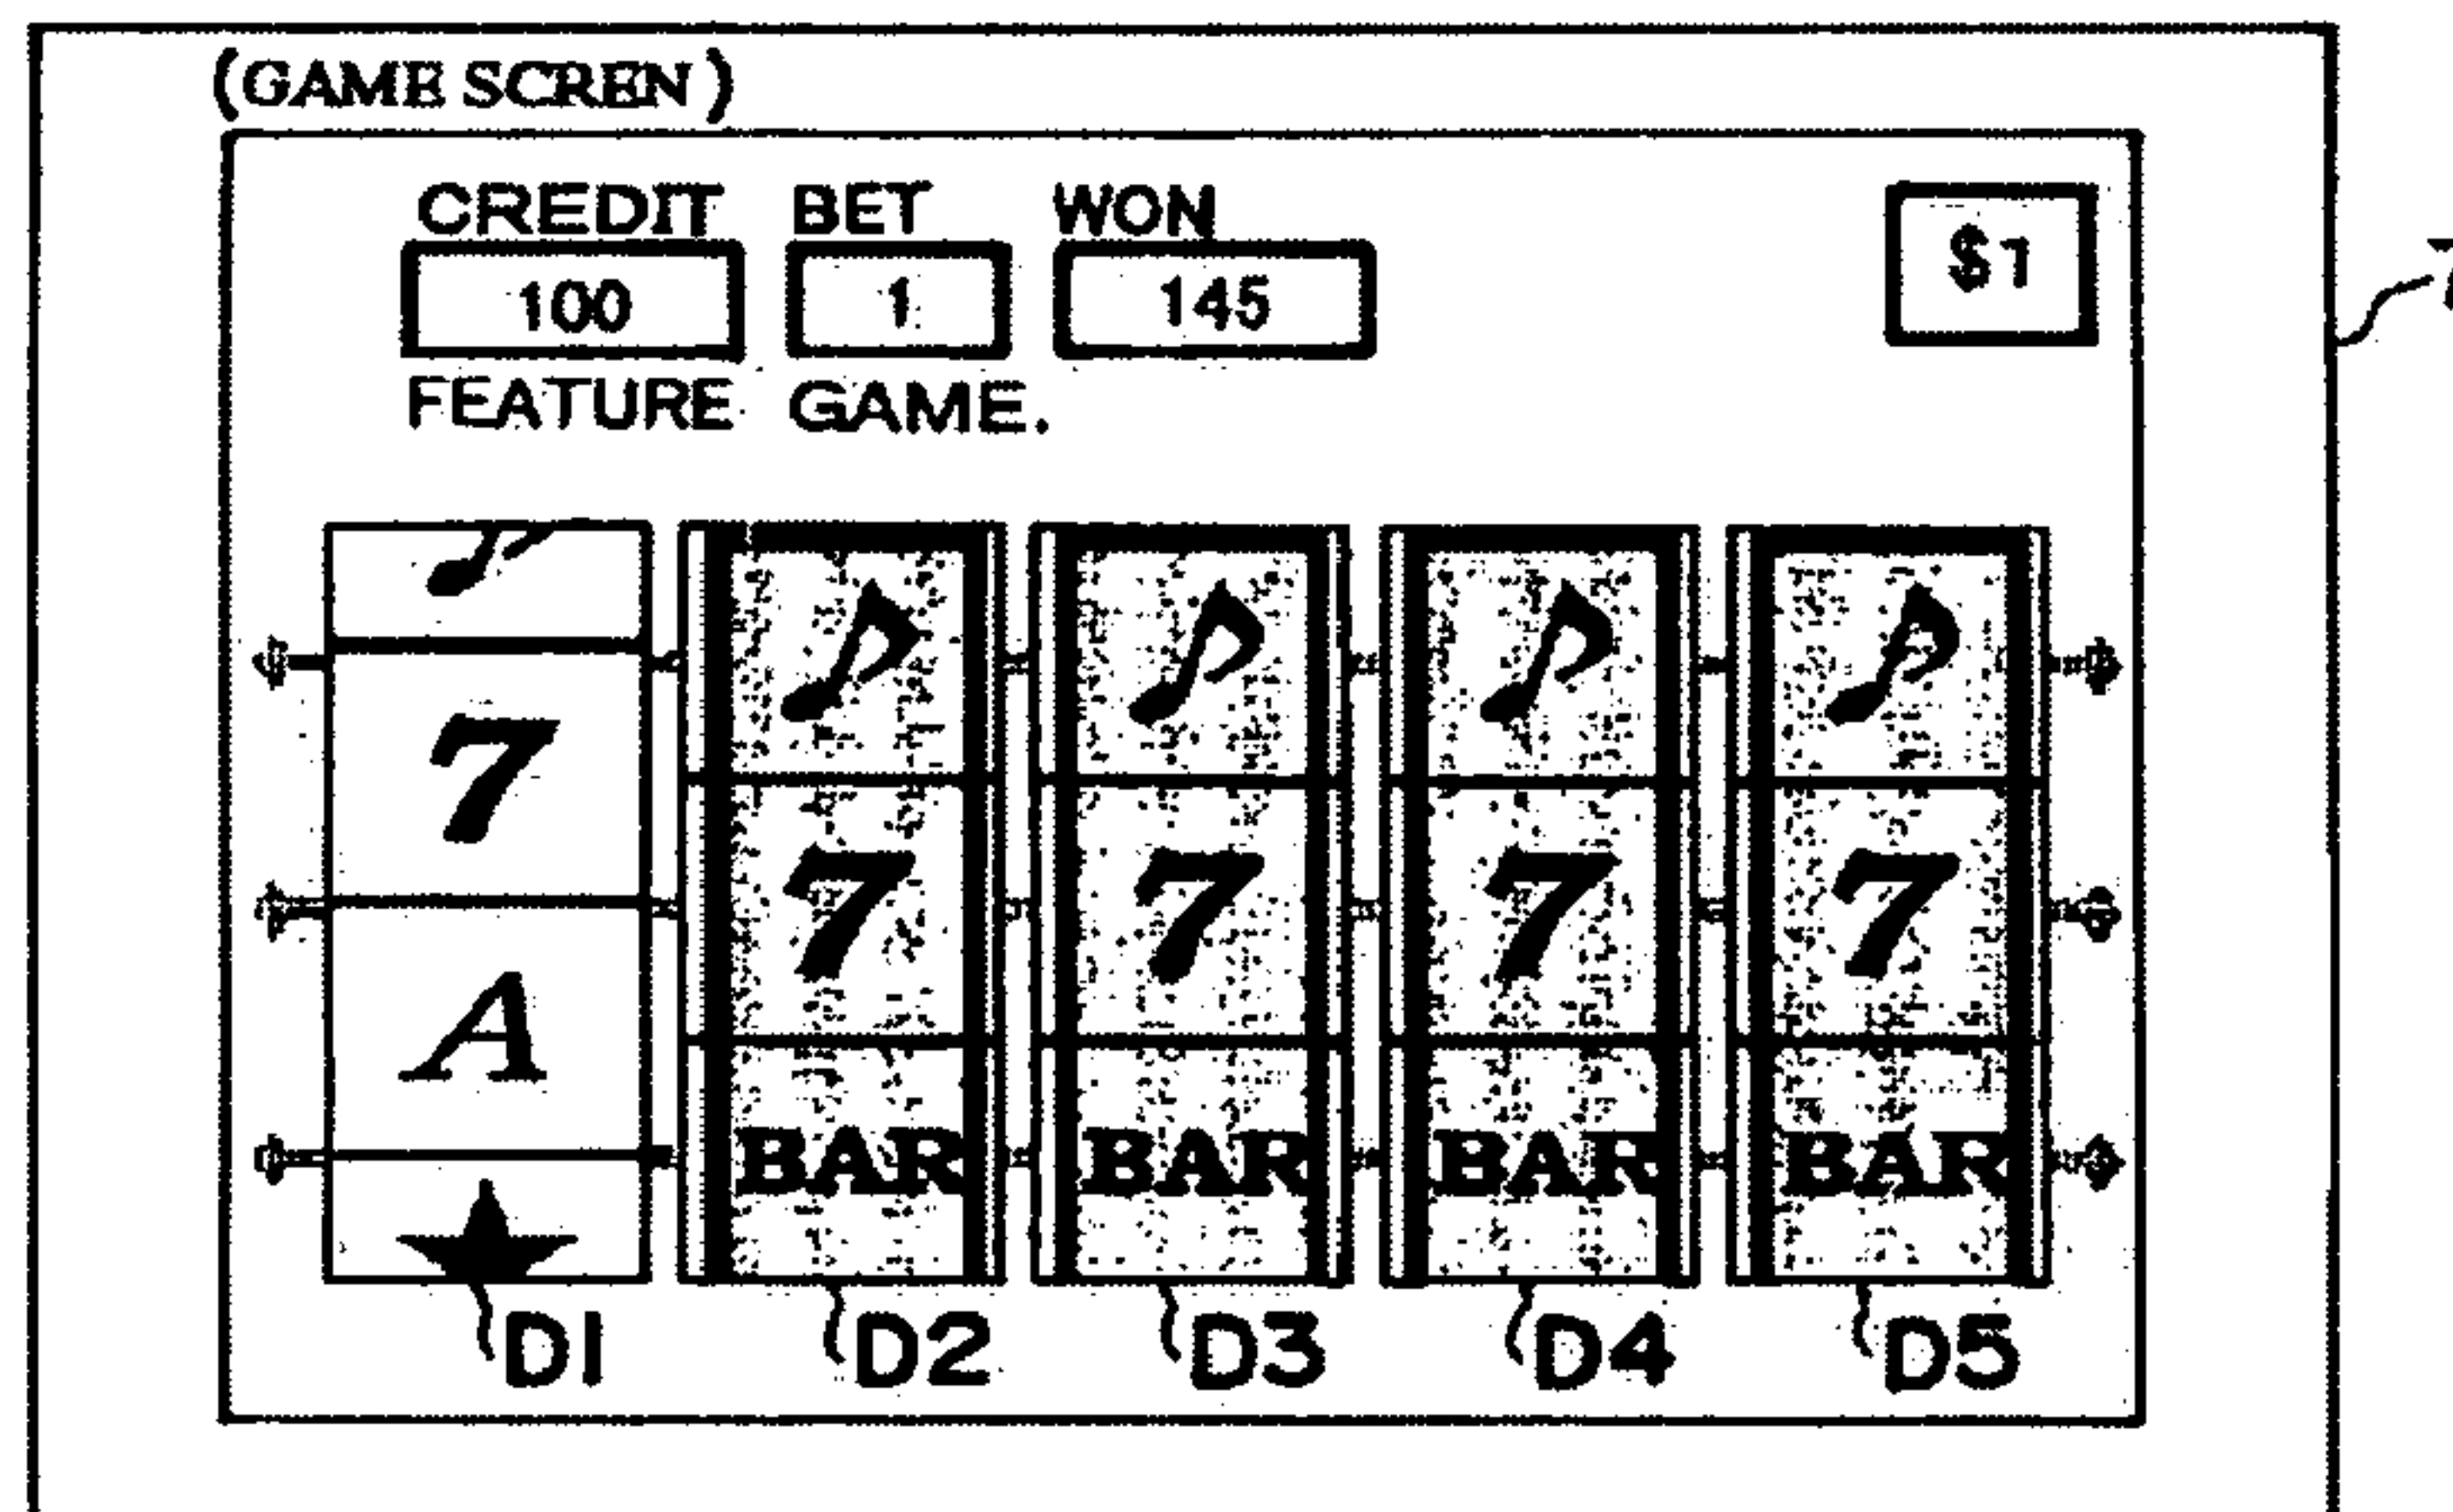 (GAME SCREN)
CREDIT BET WON
$1
100 1 145
FEATURE GAME.
7 7 7 7 7
A
BAR BAR BAR BAR
D1 D2 D3 D4 D5